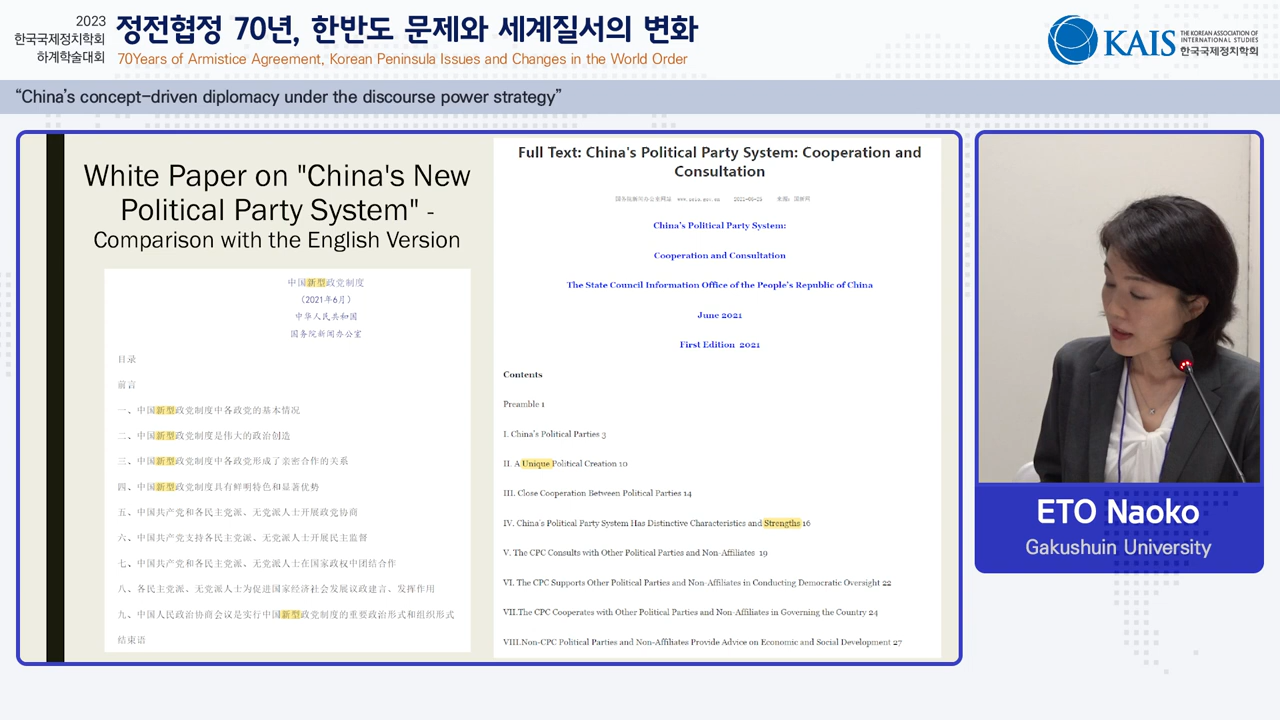 2023
한국국제정치학회
하계학술대회
정전협정 70년, 한반도 문제와 세계질서의 변화
70Years of Armistice Agreement, Korean Peninsula Issues and Changes in the World Order
KAIS
THE KOREAN ASSOCIATION OF
INTERNATIONAL STUDIES
한국국제정치학회
“China’s concept-driven diplomacy under the discourse power strategy”
White Paper on "China's New
Political Party System" -
Comparison with the English Version
中国新型政党制度
（2021年6月）
中华人民共和国
国务院新闻办公室
目录
前言
一、中国新型政党制度中各政党的基本情况
二、中国新型政党制度是伟大的政治创造
三、中国新型政党制度中各政党形成了亲密合作的关系
四、中国新型政党制度具有鲜明特色和显著优势
五、中国共产党和各民主党派、无党派人士开展政党协商
六、中国共产党支持各民主党派、无党派人士开展民主监督
七、中国共产党和各民主党派、无党派人士在国家政权中团结合作
八、各民主党派、无党派人士为促进国家经济社会发展议政建言、发挥作用
九、中国人民政治协商会议是实行中国新型政党制度的重要政治形式和组织形式
结束语
Full Text: China's Political Party System: Cooperation and
Consultation
国务院新闻办公室网站 www.scio.gov.cn 2021-06-25 来源：国新网
China's Political Party System:
Cooperation and Consultation
The State Council Information Office of the People's Republic of China
June 2021
First Edition 2021
Contents
Preamble 1
I. China's Political Parties 3
II. A Unique Political Creation 10
III. Close Cooperation Between Political Parties 14
IV. China's Political Party System Has Distinctive Characteristics and Strengths 16
V. The CPC Consults with Other Political Parties and Non-Affiliates 19
VI. The CPC Supports Other Political Parties and Non-Affiliates in Conducting Democratic Oversight 22
VII.The CPC Cooperates with Other Political Parties and Non-Affiliates in Governing the Country 24
VIII.Non-CPC Political Parties and Non-Affiliates Provide Advice on Economic and Social Development 27
ETO Naoko
Gakushuin University